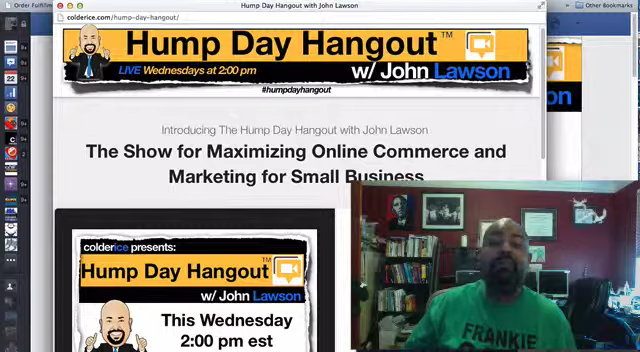 Order Fulfillm
Hump Day Hangout with John Lawson
Other Bookmarks
colderice.com/hump-day-hangout/
Hump Day Hangout™
LIVE Wednesdays at 2:00 pm
w/ John Lawson
#humpdayhangout
on
Introducing The Hump Day Hangout with John Lawson
The Show for Maximizing Online Commerce and
Marketing for Small Business
colderice presents:
Hump Day Hangout™
w/ John Lawson
This Wednesday
2:00 pm est
FRANKIE
22